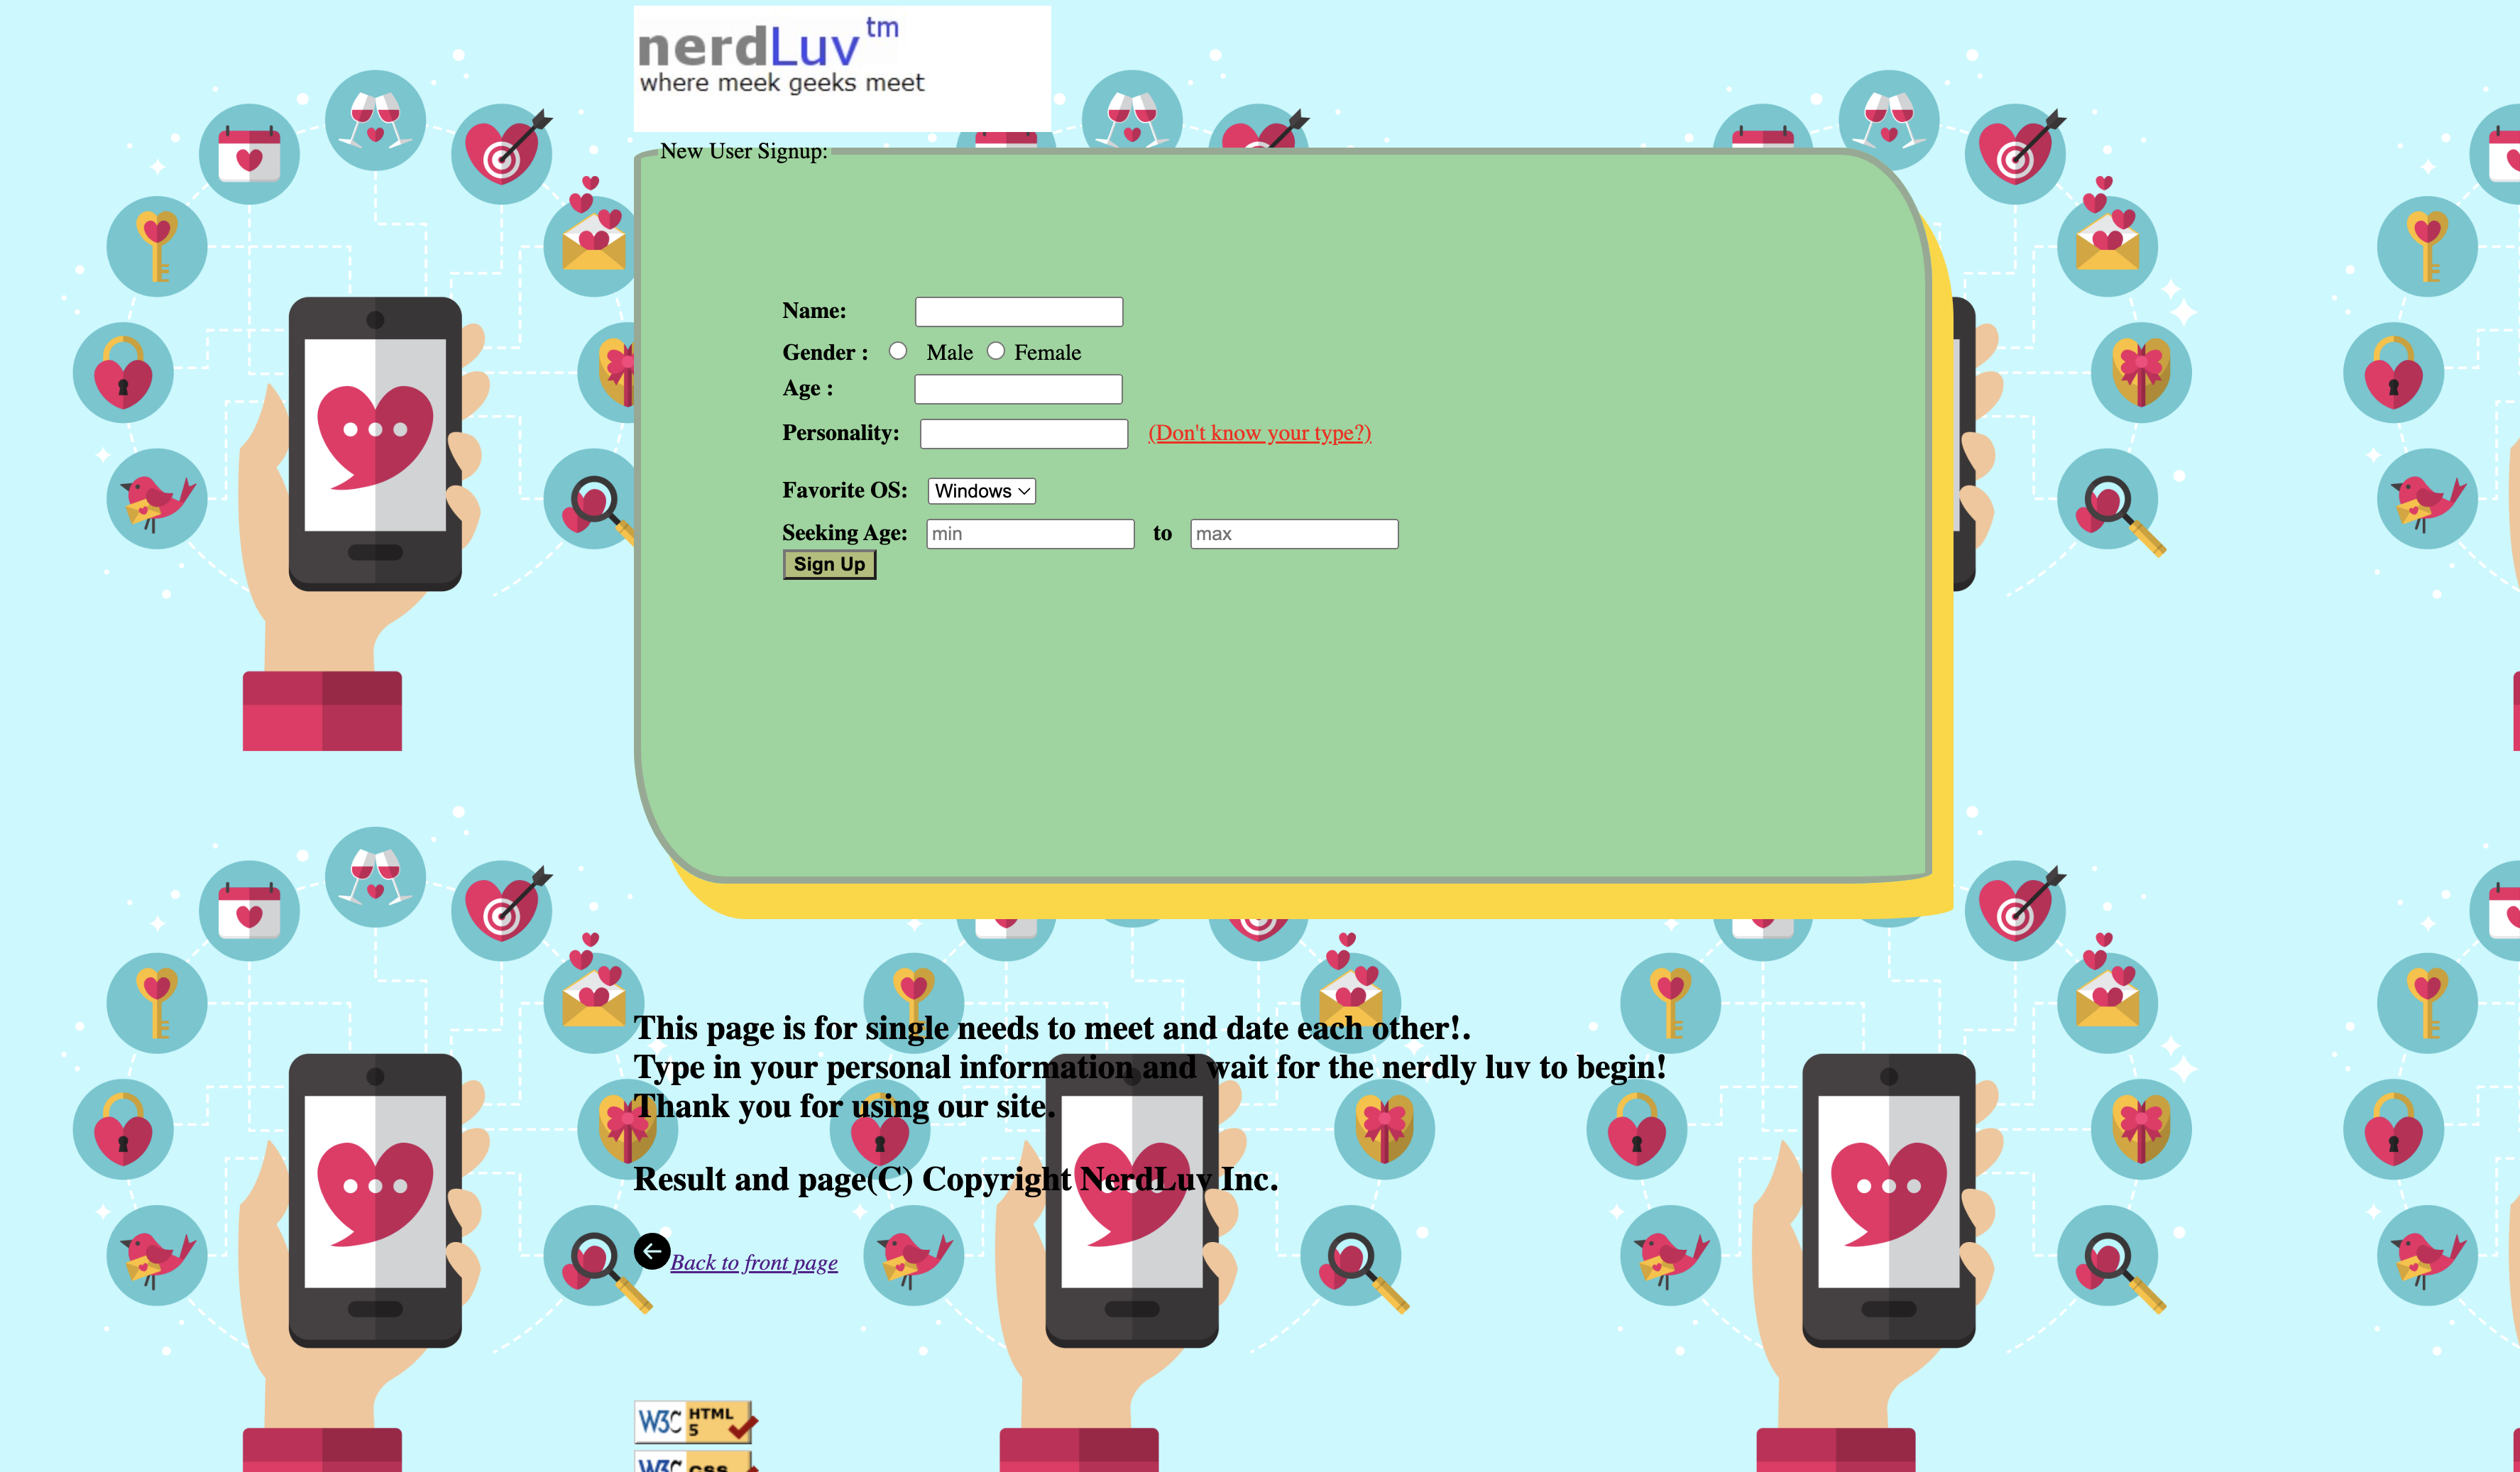 nerdLuv tm
where meek geeks meet
New User Signup:
Name:
Gender : Male Female
Age :
Personality: (Don't know your type?)
Favorite OS: Windows
Seeking Age: min to max
Sign Up
This page is for single needs to meet and date each other!.
Type in your personal information and wait for the nerdly luv to begin!
Thank you for using our site.
Result and page(C) Copyright NerdLuv Inc.
Back to front page
W3C HTML 5
W3C CSS